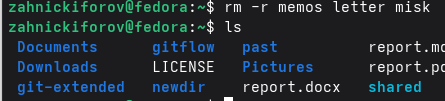 zahnickiforov@fedora:~$ rm -r memos letter misk
zahnickiforov@fedora:~$ ls
Documents gitflow past
Downloads LICENSE Pictures
git-extended newdir report.docx shared